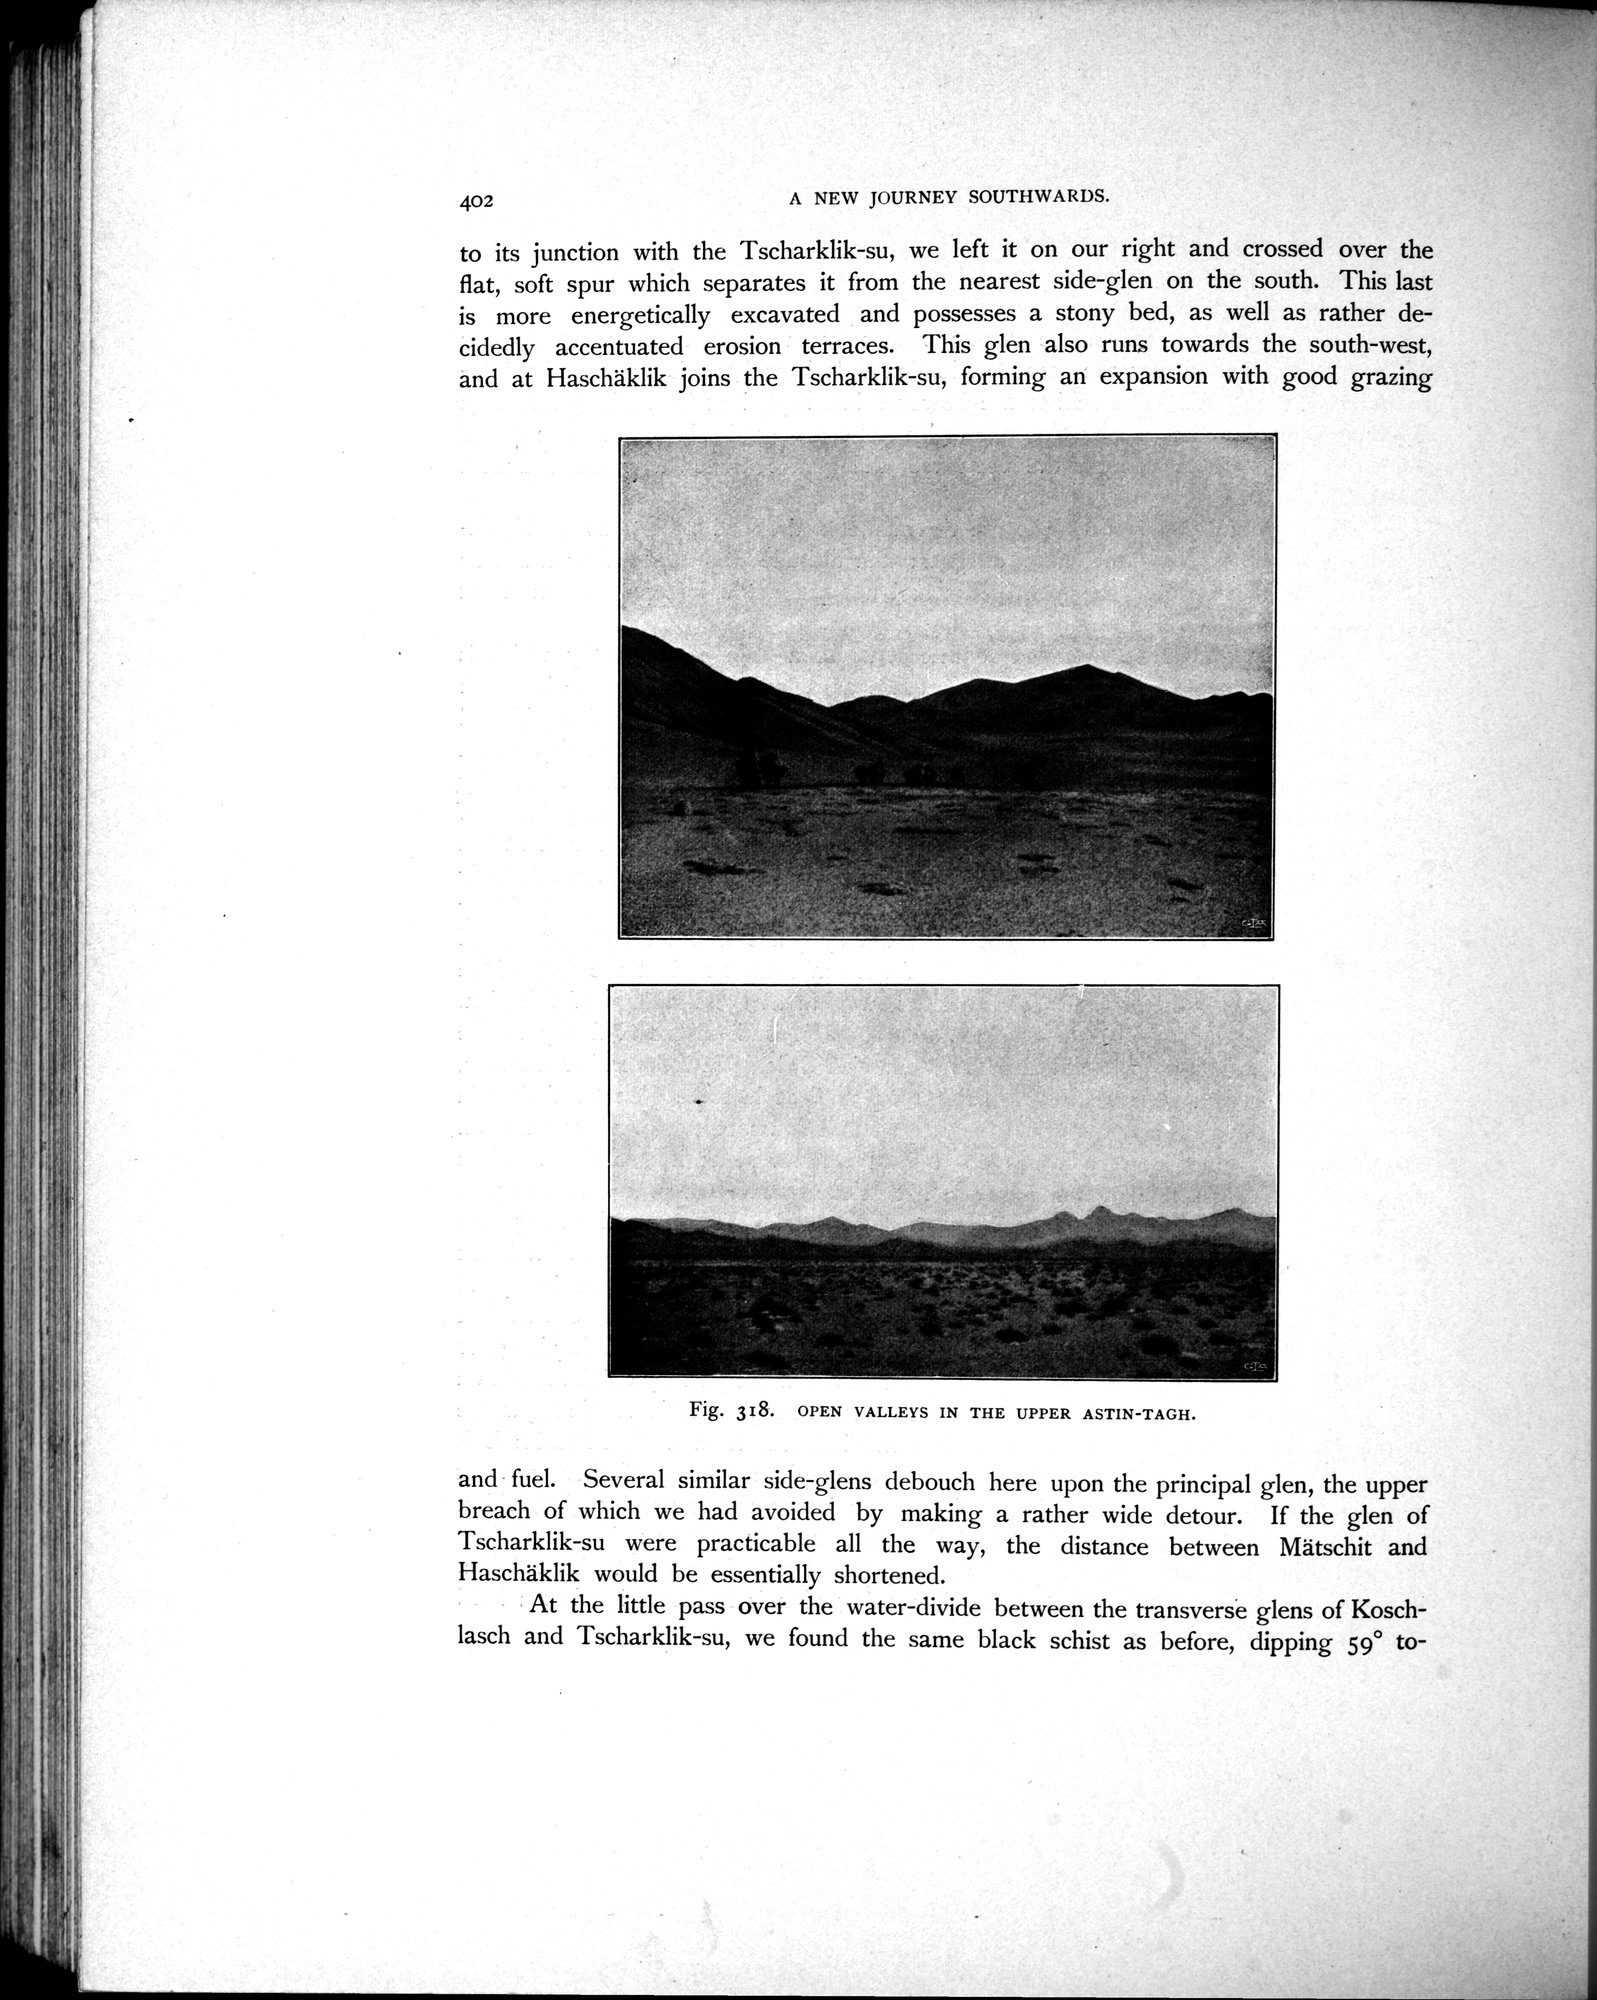 402
A NEW JOURNEY SOUTHWARDS.
to its junction with the Tscharklik-su, we left it on our right and crossed over the
flat, soft spur which separates it from the nearest side-glen on the south. This last
is more energetically excavated and possesses a stony bed, as well as rather de-
cidedly accentuated erosion terraces. This glen also runs towards the south-west,
and at Haschäklik joins the Tscharklik-su, forming an expansion with good grazing
Fig. 318. OPEN VALLEYS IN THE UPPER ASTIN-TAGH.
and fuel. Several similar side-glens debouch here upon the principal glen, the upper
breach of which we had avoided by making a rather wide detour. If the glen of
Tscharklik-su were practicable all the way, the distance between Mätschit and
Haschäklik would be essentially shortened.
At the little pass over the water-divide between the transverse glens of Kosch-
lasch and Tscharklik-su, we found the same black schist as before, dipping 59° to-